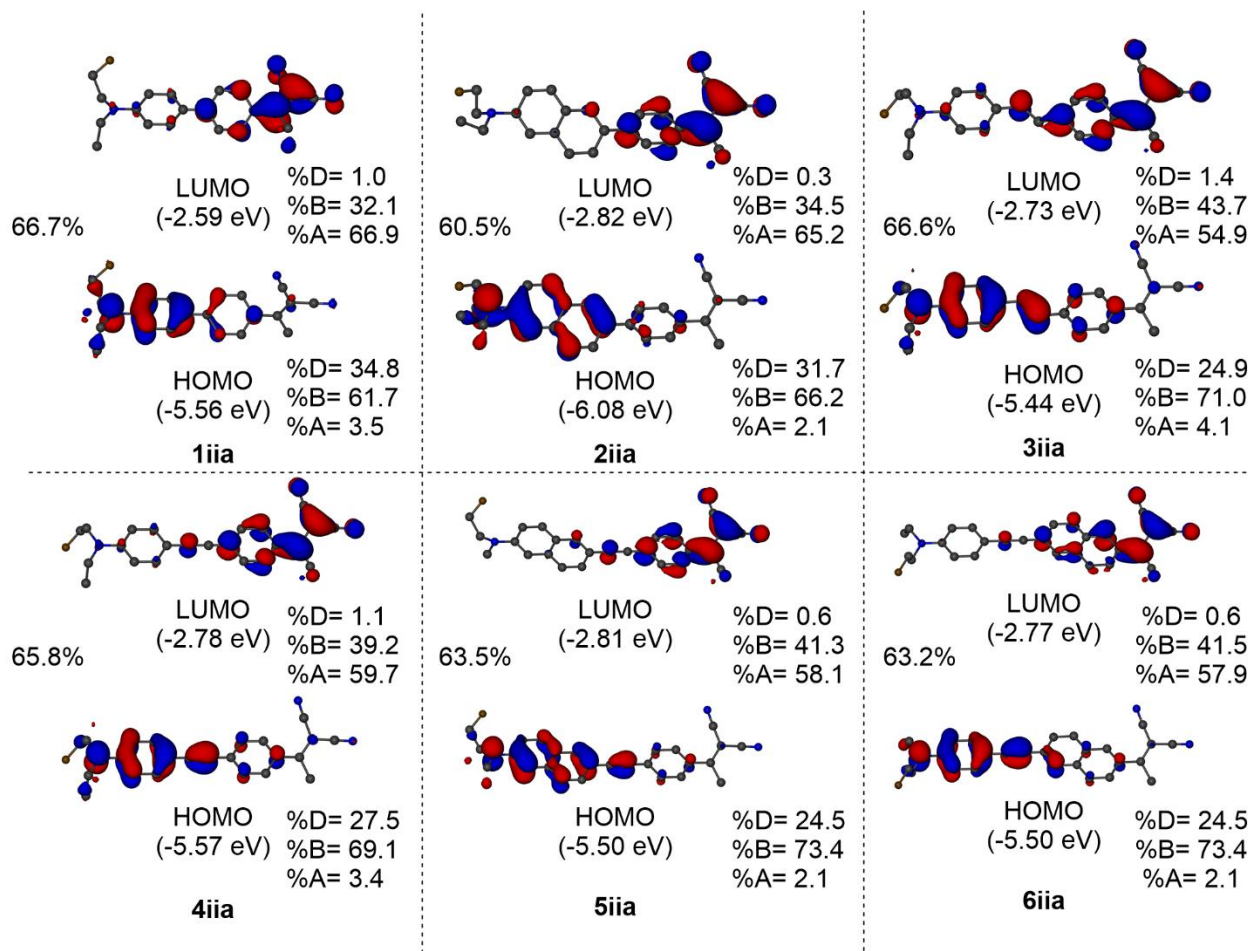 LUMO
(-2.59 eV)
%D= 1.0
%B= 32.1
%A= 66.9
66.7%
HOMO
(-5.56 eV)
%D= 34.8
%B= 61.7
%A= 3.5
1iia
LUMO
(-2.82 eV)
%D= 0.3
%B= 34.5
%A= 65.2
60.5%
HOMO
(-6.08 eV)
%D= 31.7
%B= 66.2
%A= 2.1
2iia
LUMO
(-2.73 eV)
%D= 1.4
%B= 43.7
%A= 54.9
66.6%
HOMO
(-5.44 eV)
%D= 24.9
%B= 71.0
%A= 4.1
3iia
LUMO
(-2.78 eV)
%D= 1.1
%B= 39.2
%A= 59.7
65.8%
HOMO
(-5.57 eV)
%D= 27.5
%B= 69.1
%A= 3.4
4iia
LUMO
(-2.81 eV)
%D= 0.6
%B= 41.3
%A= 58.1
63.5%
HOMO
(-5.50 eV)
%D= 24.5
%B= 73.4
%A= 2.1
5iia
LUMO
(-2.77 eV)
%D= 0.6
%B= 41.5
%A= 57.9
63.2%
HOMO
(-5.50 eV)
%D= 24.5
%B= 73.4
%A= 2.1
6iia